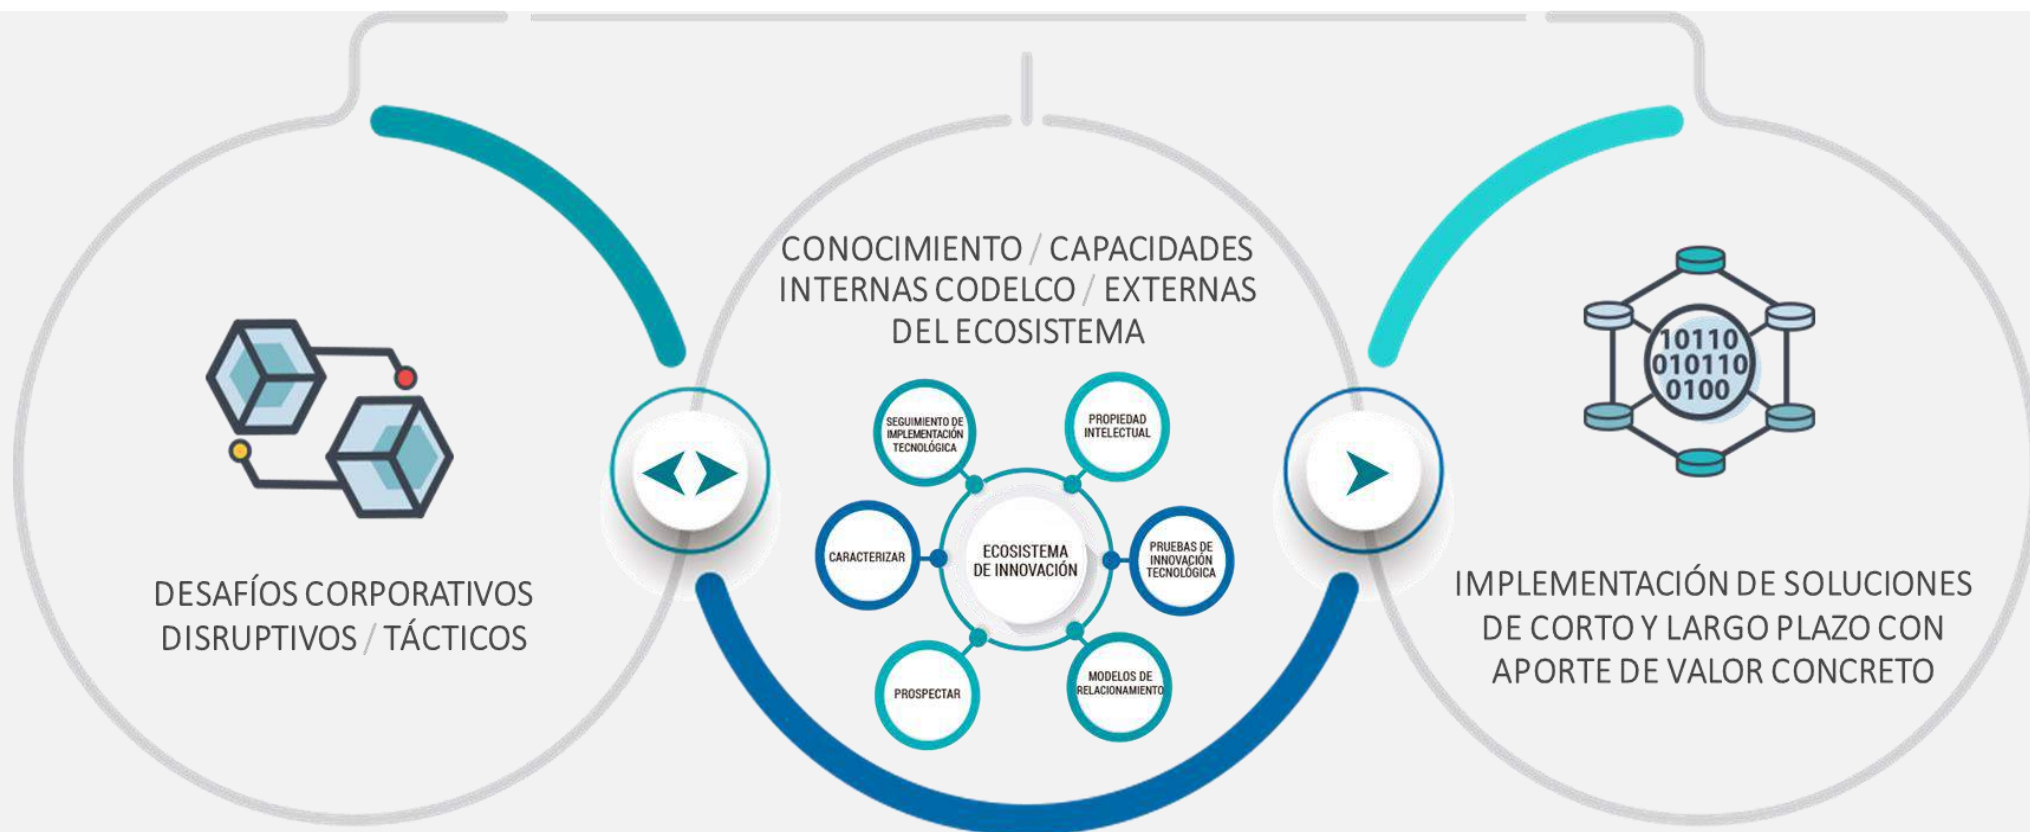 DESAFÍOS CORPORATIVOS
DISRUPTIVOS / TÁCTICOS
CONOCIMIENTO / CAPACIDADES
INTERNAS CODELCO / EXTERNAS
DEL ECOSISTEMA
SEGUIMIENTO DE
IMPLEMENTACIÓN
TECNOLÓGICA
PROPIEDAD
INTELECTUAL
CARACTERIZAR
ECOSISTEMA
DE INNOVACIÓN
PRUEBAS DE
INNOVACIÓN
TECNOLÓGICA
PROSPECTAR
MODELOS DE
RELACIONAMIENTO
10110
010110
0100
IMPLEMENTACIÓN DE SOLUCIONES
DE CORTO Y LARGO PLAZO CON
APORTE DE VALOR CONCRETO